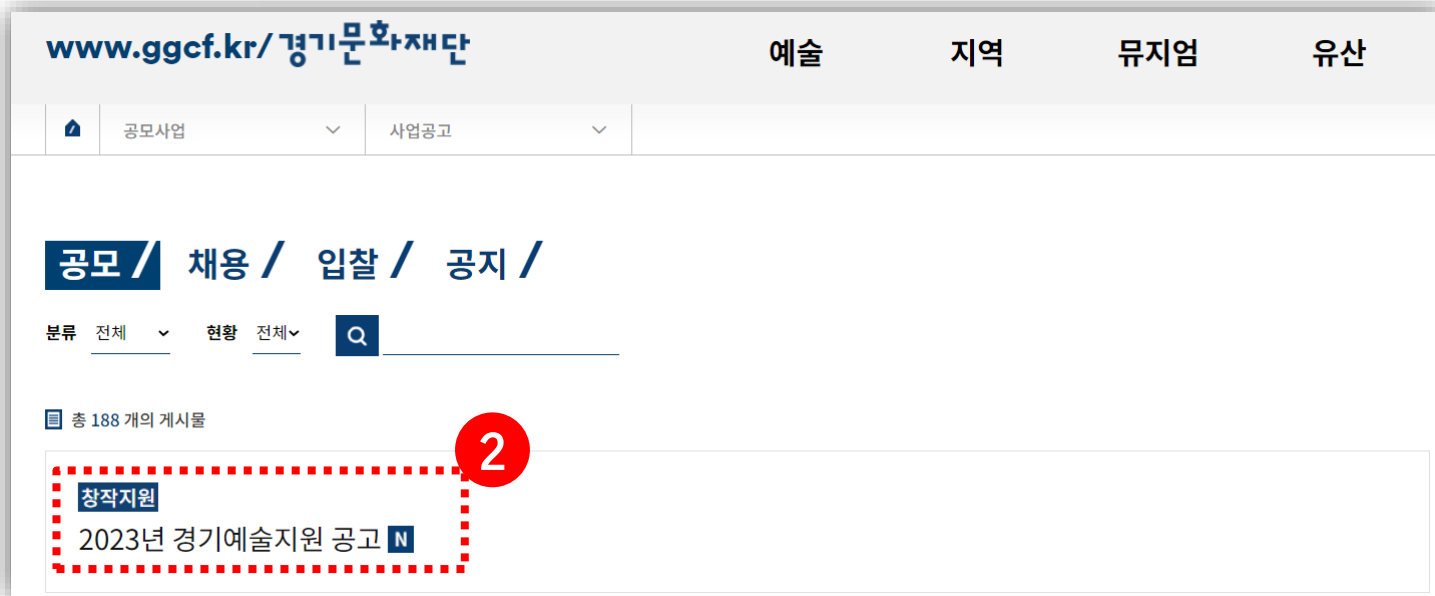 www.ggcf.kr/경기문화재단
예술 지역 뮤지엄 유산
공모사업 사업공고
공모 / 채용 / 입찰 / 공지 /
분류 전체 현황 전체
총 188 개의 게시물
2
창작지원
2023년 경기예술지원 공고 N